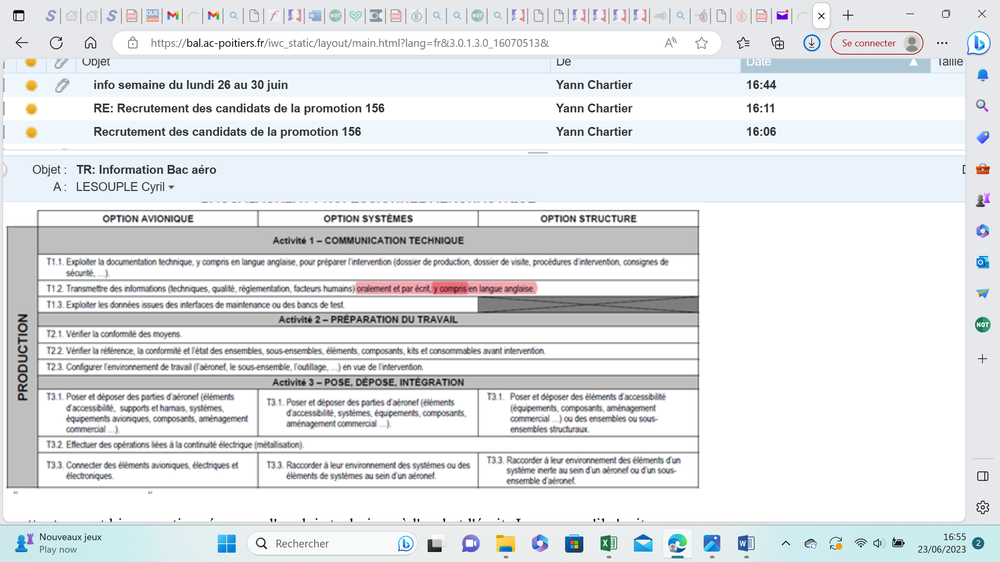 https://bal.ac-poitiers.fr/iwc_static/layout/main.html?lang=fr&3.0.1.3.0_16070513&
Se connecter
Objet De Date Taille
info semaine du lundi 26 au 30 juin Yann Chartier 16:44
RE: Recrutement des candidats de la promotion 156 Yann Chartier 16:11
Recrutement des candidats de la promotion 156 Yann Chartier 16:06
Objet : TR: Information Bac aéro
A : LESOUPLE Cyril
OPTION AVIONIQUE OPTION SYSTÈMES OPTION STRUCTURE
PRODUCTION
Activité 1 – COMMUNICATION TECHNIQUE
T1.1. Exploiter la documentation technique, y compris en langue anglaise, pour préparer l'intervention (dossier de production, dossier de visite, procédures d'intervention, consignes de
sécurité, ...).
T1.2. Transmettre des informations (techniques, qualité, réglementation, facteurs humains) oralement et par écrit, y compris en langue anglaise.
T1.3. Exploiter les données issues des interfaces de maintenance ou des bancs de test.
Activité 2 – PRÉPARATION DU TRAVAIL
T2.1. Vérifier la conformité des moyens.
T2.2. Vérifier la référence, la conformité et l'état des ensembles, sous-ensembles, éléments, composants, kits et consommables avant intervention.
T2.3. Configurer l'environnement de travail (l'aéronef, le sous-ensemble, l'outillage, ...) en vue de l'intervention.
Activité 3 – POSE, DÉPOSE, INTÉGRATION
T3.1. Poser et déposer des parties d'aéronef (éléments
d'accessibilité, supports et harnais, systèmes,
équipements avioniques, composants, aménagement
commercial ...).
T3.1. Poser et déposer des parties d'aéronef (éléments
d'accessibilité, systèmes, équipements, composants,
aménagement commercial ...).
T3.1. Poser et déposer des éléments d'accessibilité
(équipements, composants, aménagement
commercial ...) ou des ensembles ou sous-
ensembles structuraux.
T3.2. Effectuer des opérations liées à la continuité électrique (métallisation).
T3.3. Connecter des éléments avioniques, électriques et
électroniques.
T3.3. Raccorder à leur environnement des systèmes ou des
éléments de systèmes au sein d'un aéronef.
T3.3. Raccorder à leur environnement des éléments d'un
système inerte au sein d'un aéronef ou d'un sous-
ensemble d'aéronef.
NOT
Nouveaux jeux
Play now
Rechercher
16:55
23/06/2023
2